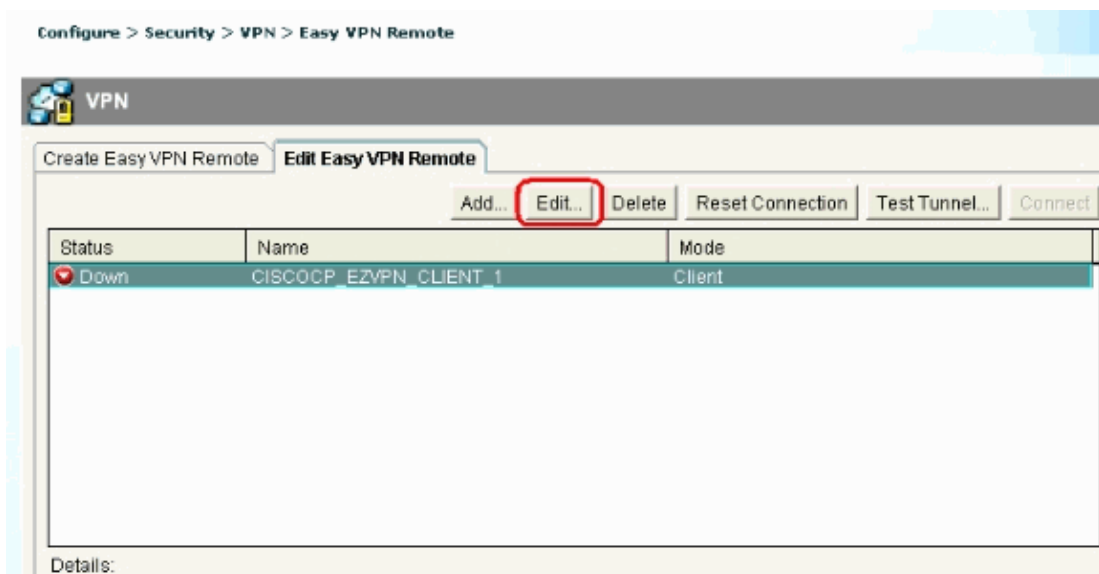 Configure > Security > VPN > Easy VPN Remote
VPN
Create Easy VPN Remote Edit Easy VPN Remote
Add... Edit... Delete Reset Connection Test Tunnel... Connect
Status Name Mode
Down CISCOCP_EZVPN_CLIENT_1 Client
Details: